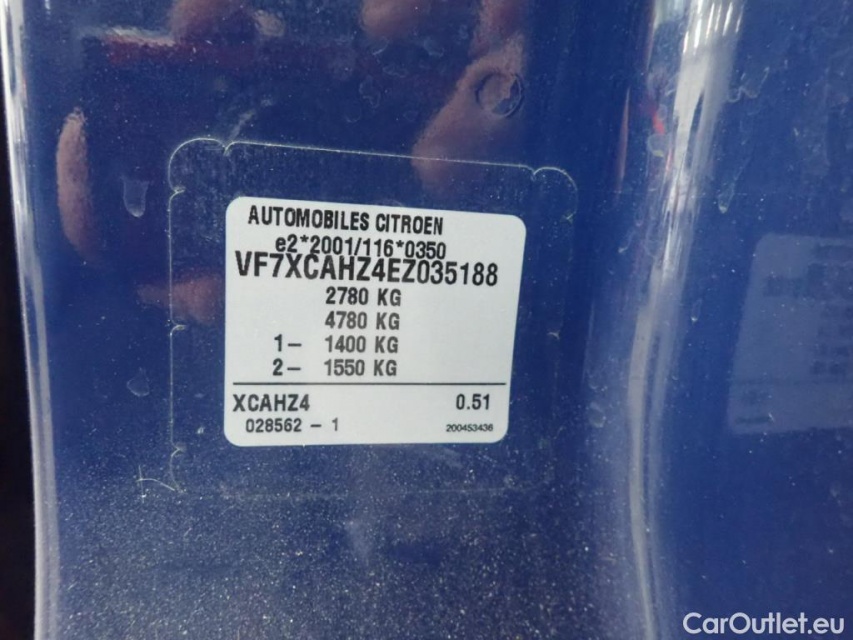 AUTOMOBILES CITROEN
e2*2001/116*0350
VF7XCAHZ4EZ035188
2780 KG
4780 KG
1- 1400 KG
2- 1550 KG
XCAHZ4 0.51
028562 - 1 200453436
CarOutlet.eu